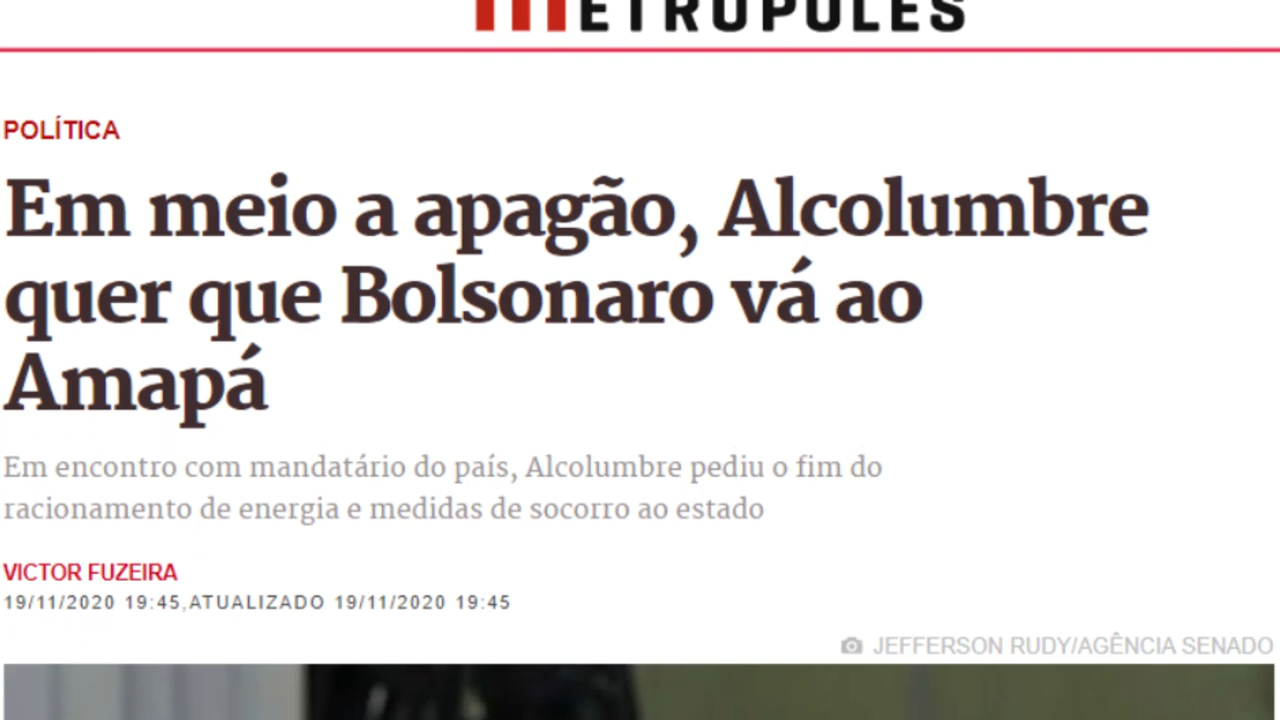 METRÓPOLES
POLÍTICA
Em meio a apagão, Alcolumbre
quer que Bolsonaro vá ao
Amapá
Em encontro com mandatário do país, Alcolumbre pediu o fim do
racionamento de energia e medidas de socorro ao estado
VICTOR FUZEIRA
19/11/2020 19:45,ATUALIZADO 19/11/2020 19:45
JEFFERSON RUDY/AGÊNCIA SENADO